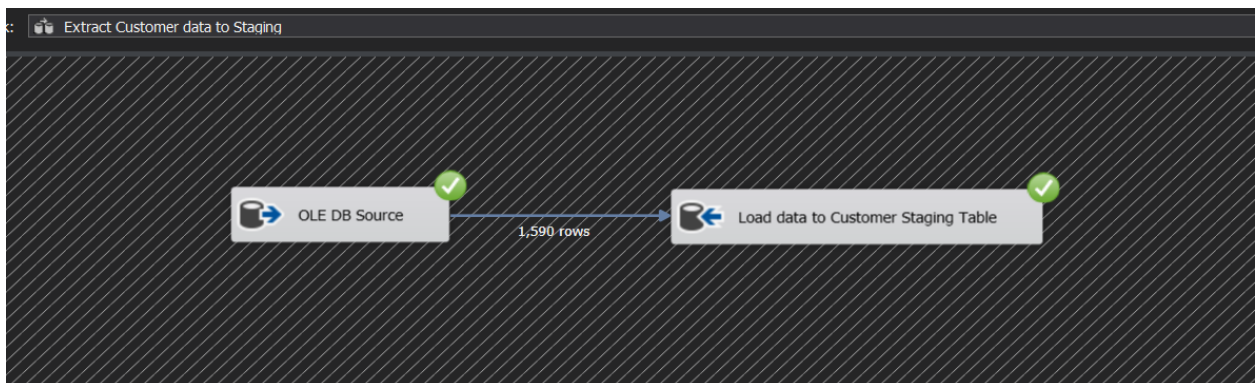 k: Extract Customer data to Staging
OLE DB Source
1,590 rows
Load data to Customer Staging Table